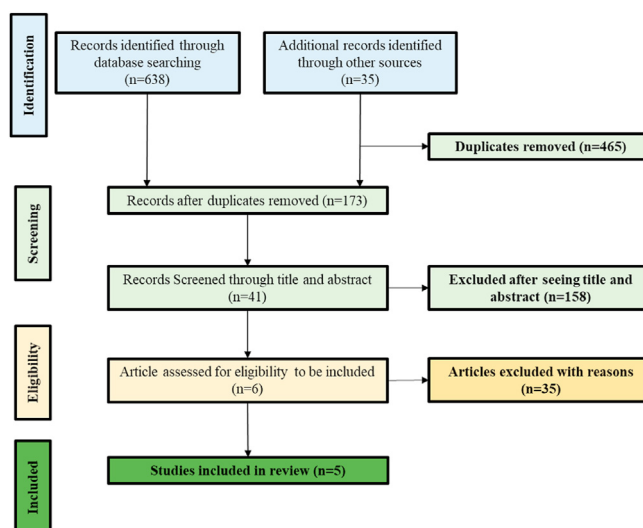 Identification
Records identified through
database searching
(n=638)
Additional records identified
through other sources
(n=35)
Duplicates removed (n=465)
Screening
Records after duplicates removed (n=173)
Records Screened through title and abstract
(n=41)
Excluded after seeing title and
abstract (n=158)
Eligibility
Article assessed for eligibility to be included
(n=6)
Articles excluded with reasons
(n=35)
Included
Studies included in review (n=5)